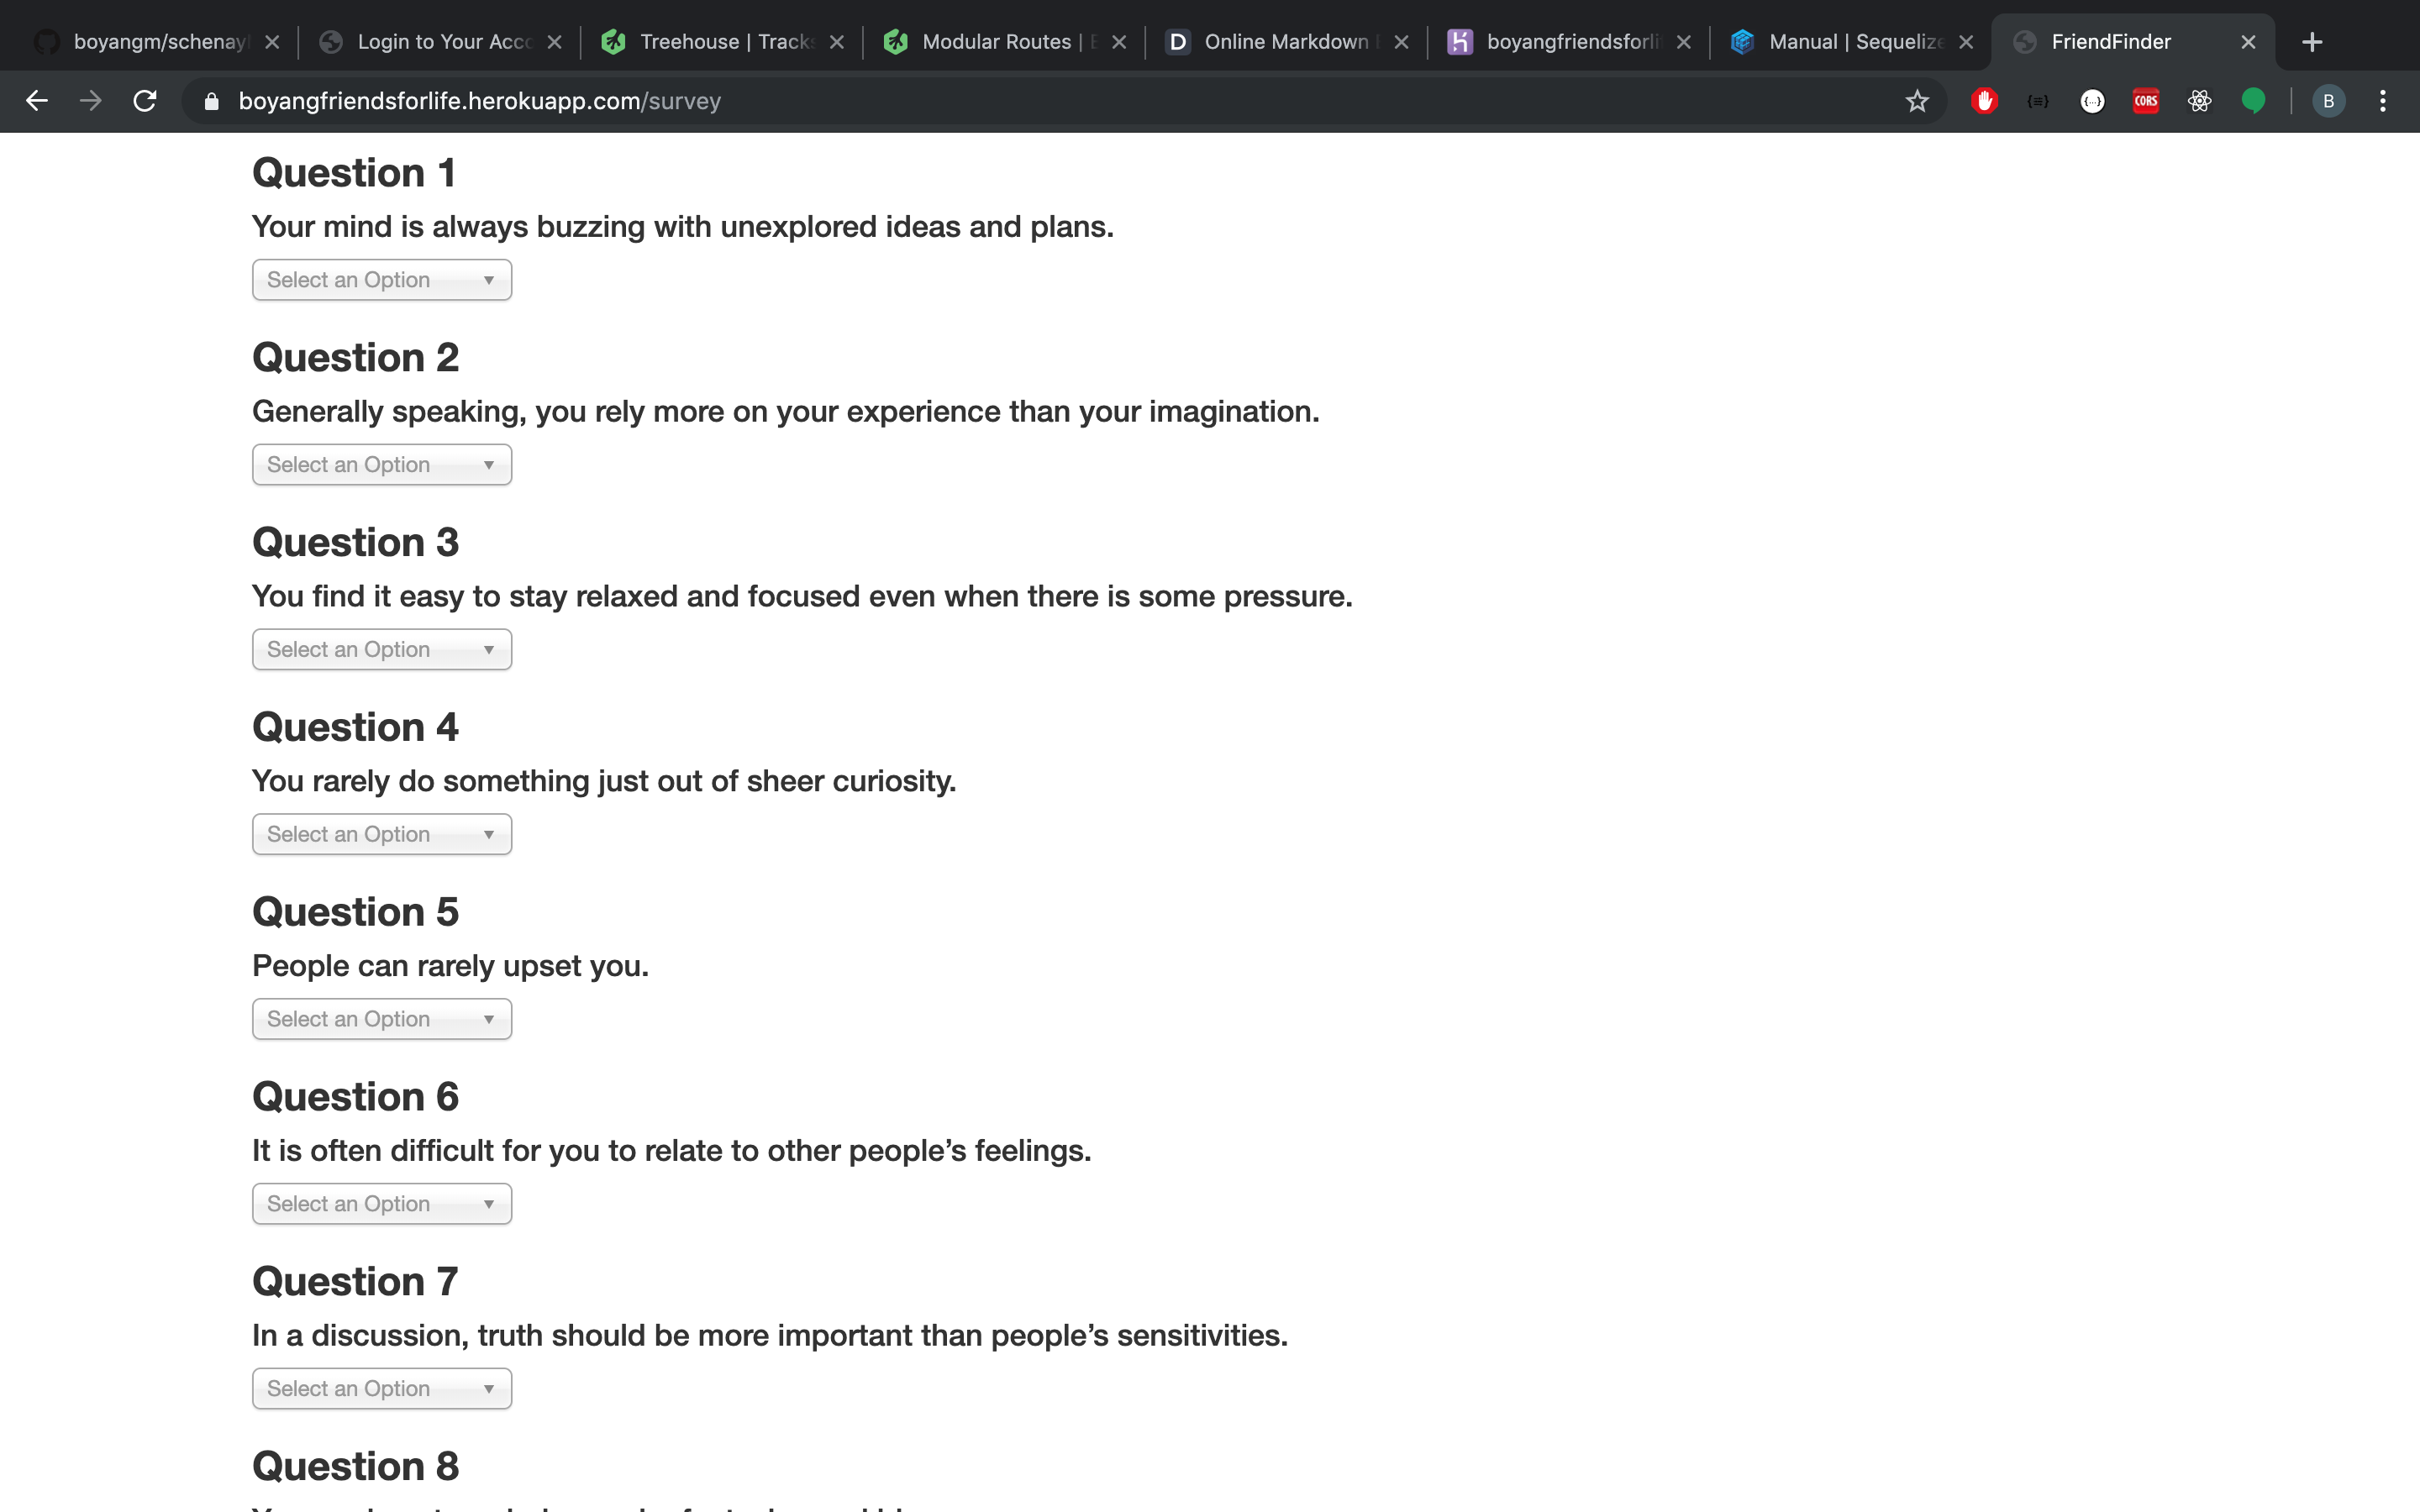 boyangm/schenay
Login to Your Acco
Treehouse | Tracks
Modular Routes |
Online Markdown
boyangfriendsforli
Manual | Sequelize
FriendFinder
boyangfriendsforlife.herokuapp.com/survey
CORS
B
Question 1
Your mind is always buzzing with unexplored ideas and plans.
Select an Option
Question 2
Generally speaking, you rely more on your experience than your imagination.
Select an Option
Question 3
You find it easy to stay relaxed and focused even when there is some pressure.
Select an Option
Question 4
You rarely do something just out of sheer curiosity.
Select an Option
Question 5
People can rarely upset you.
Select an Option
Question 6
It is often difficult for you to relate to other people’s feelings.
Select an Option
Question 7
In a discussion, truth should be more important than people’s sensitivities.
Select an Option
Question 8